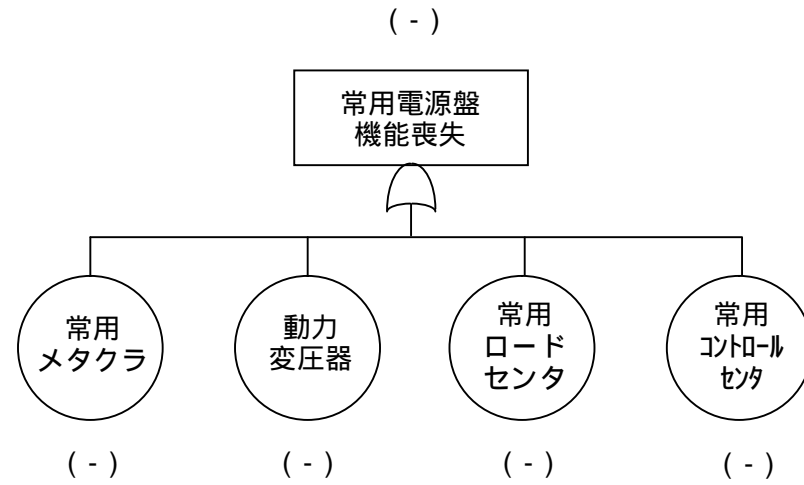 ( - )
常用電源盤
機能喪失
常用
メタクラ
動力
変圧器
常用
ロード
センタ
常用
ｺﾝﾄﾛｰﾙ
ｾﾝﾀ
( - )
( - )
( - )
( - )